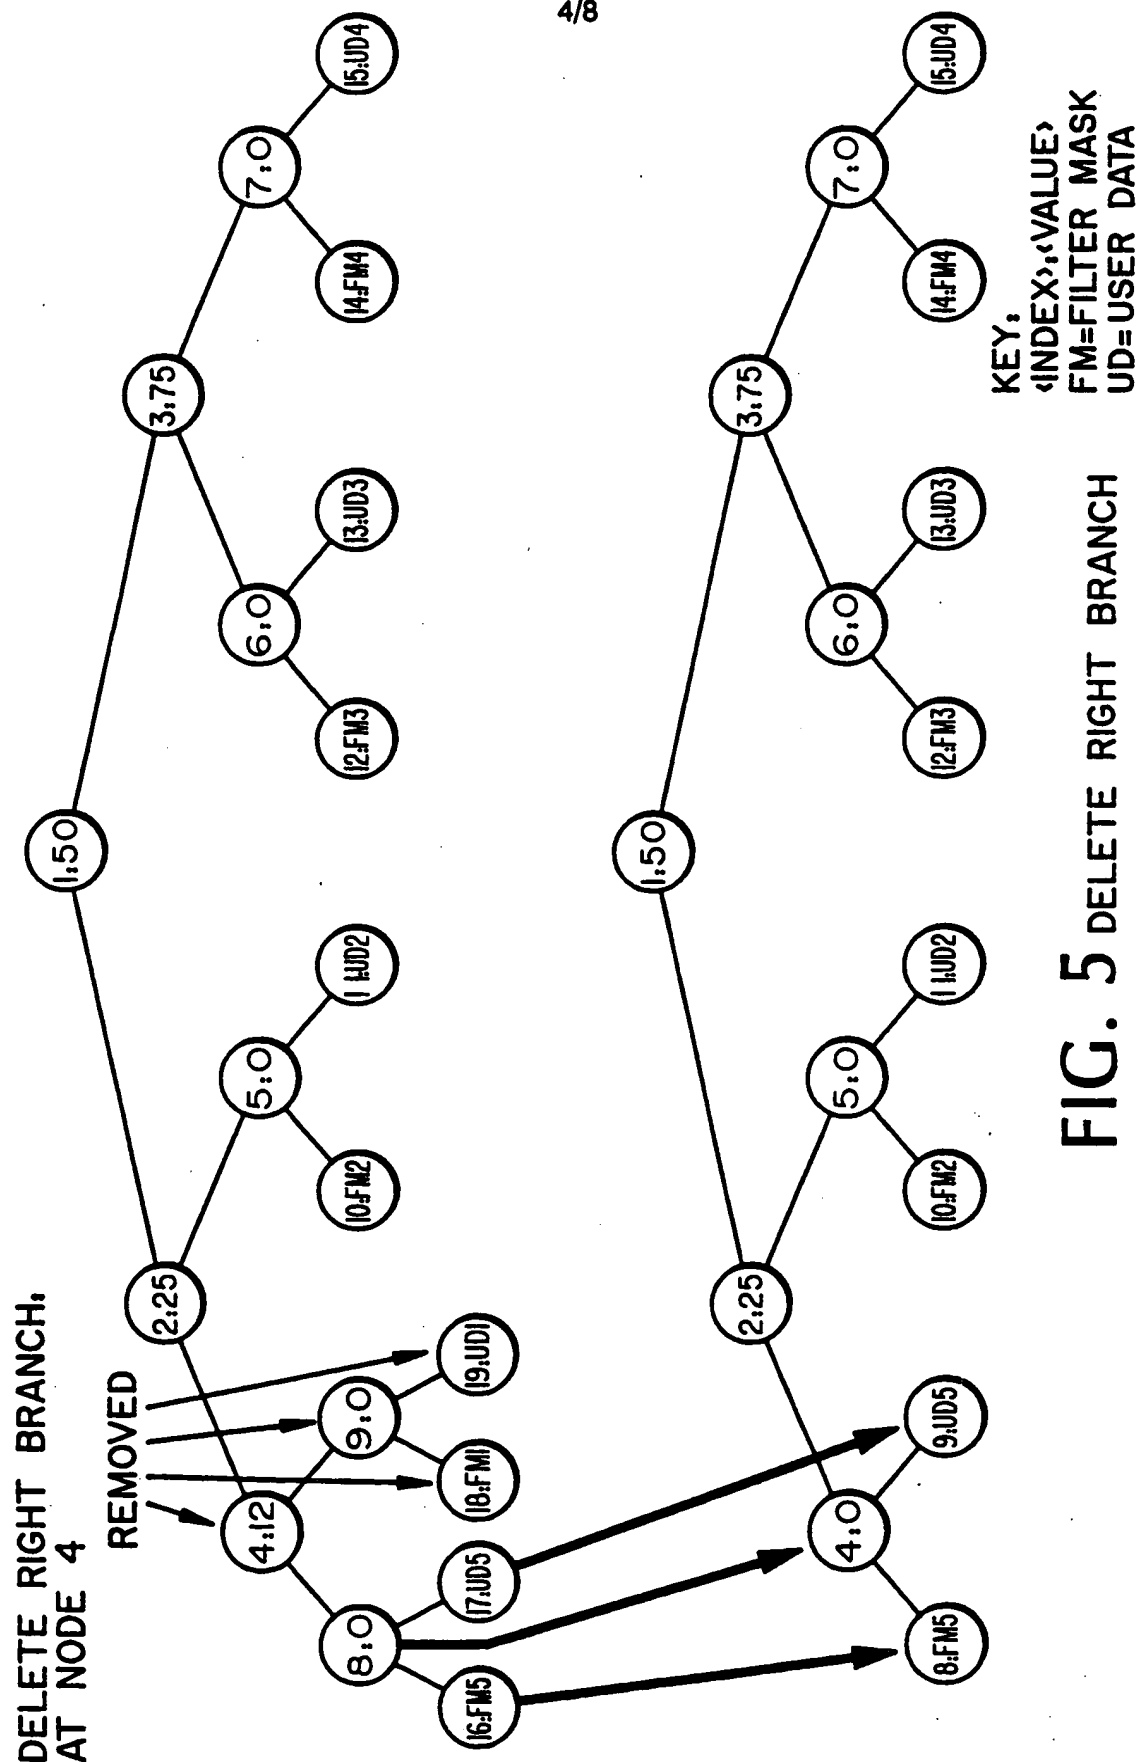 4/8
DELETE RIGHT BRANCH:
AT NODE 4
REMOVED
1:50
2:25
3:75
4:12
5:0
6:0
7:0
8:0
9:0
10:FM2
11:UD2
12:FM3
13:UD3
14:FM4
15:UD4
16:FM5
17:UD5
18:FM1
19:UD1
1:50
2:25
3:75
4:0
5:0
6:0
7:0
8:FM5
9:UD5
10:FM2
11:UD2
12:FM3
13:UD3
14:FM4
15:UD4
KEY:
<INDEX>:<VALUE>
FM=FILTER MASK
UD=USER DATA
FIG. 5 DELETE RIGHT BRANCH